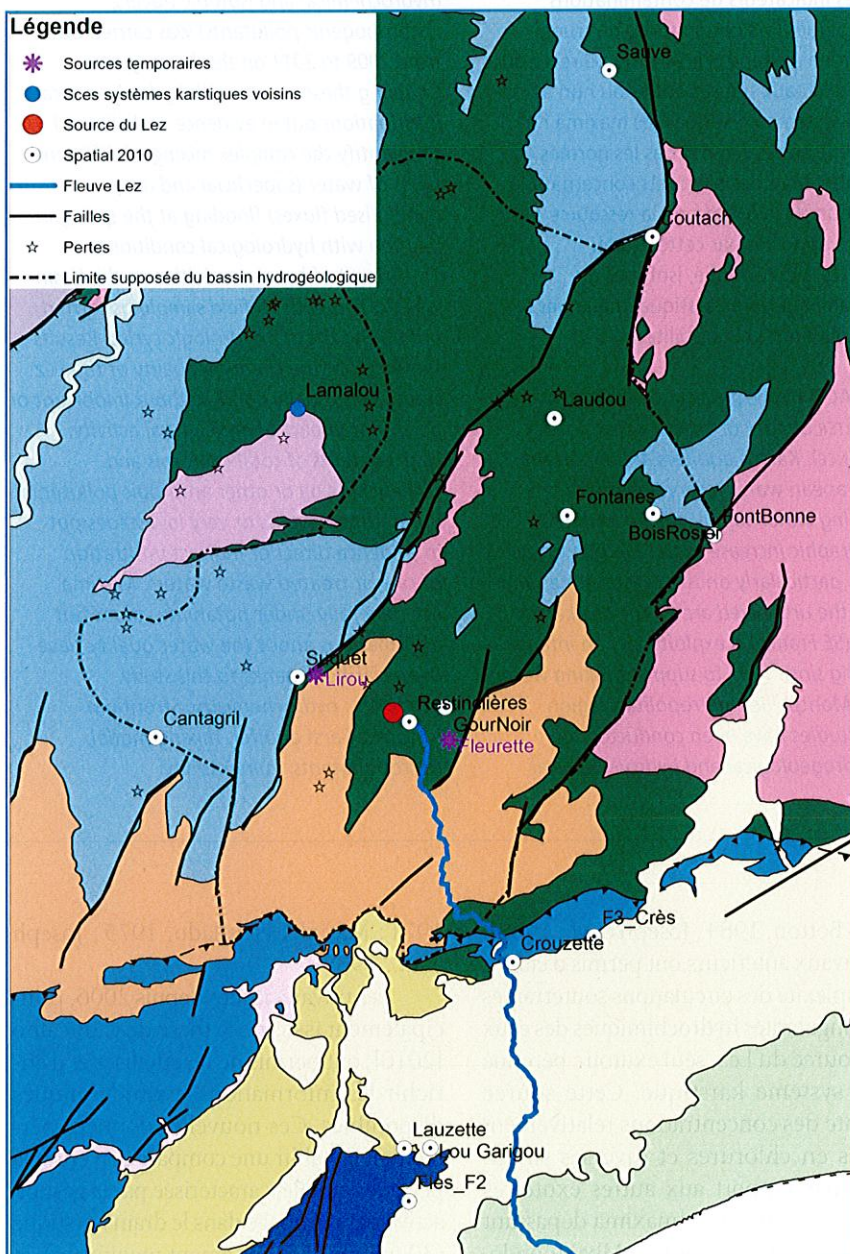 Légende
Sources temporaires
Sces systèmes karstiques voisins
Source du Lez
Spatial 2010
Fleuve Lez
Failles
Pertes
Limite supposée du bassin hydrogéologique
Sauve
Coutach
Lamalou
Laudou
Fontanes
BoisRosier
FontBonne
Suquet
Lirou
Restinclières
Cantagril
GourNoir
Fleurette
F3_Crès
Crouzette
Lauzette
Lou Garigou
Fles_F2